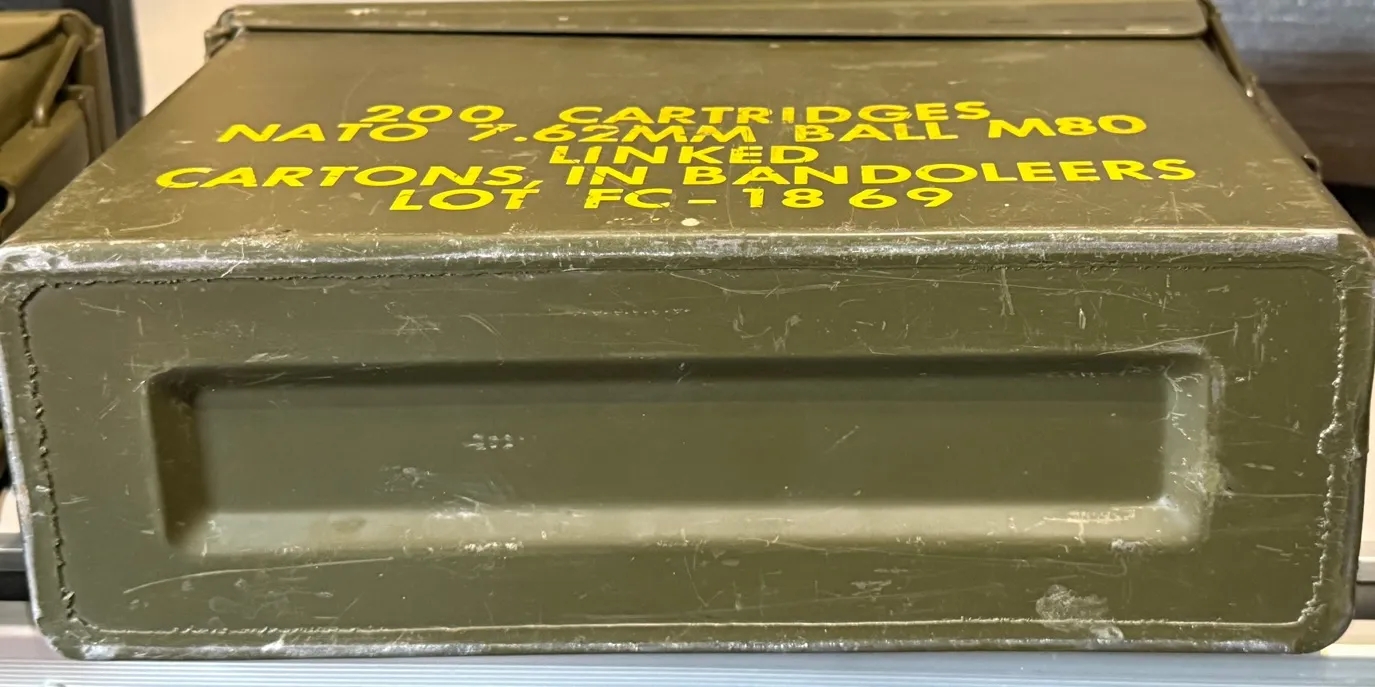 200 CARTRIDGES
NATO 7.62MM BALL M80
LINKED
CARTONS, IN BANDOLEERS
LOT FC-1869